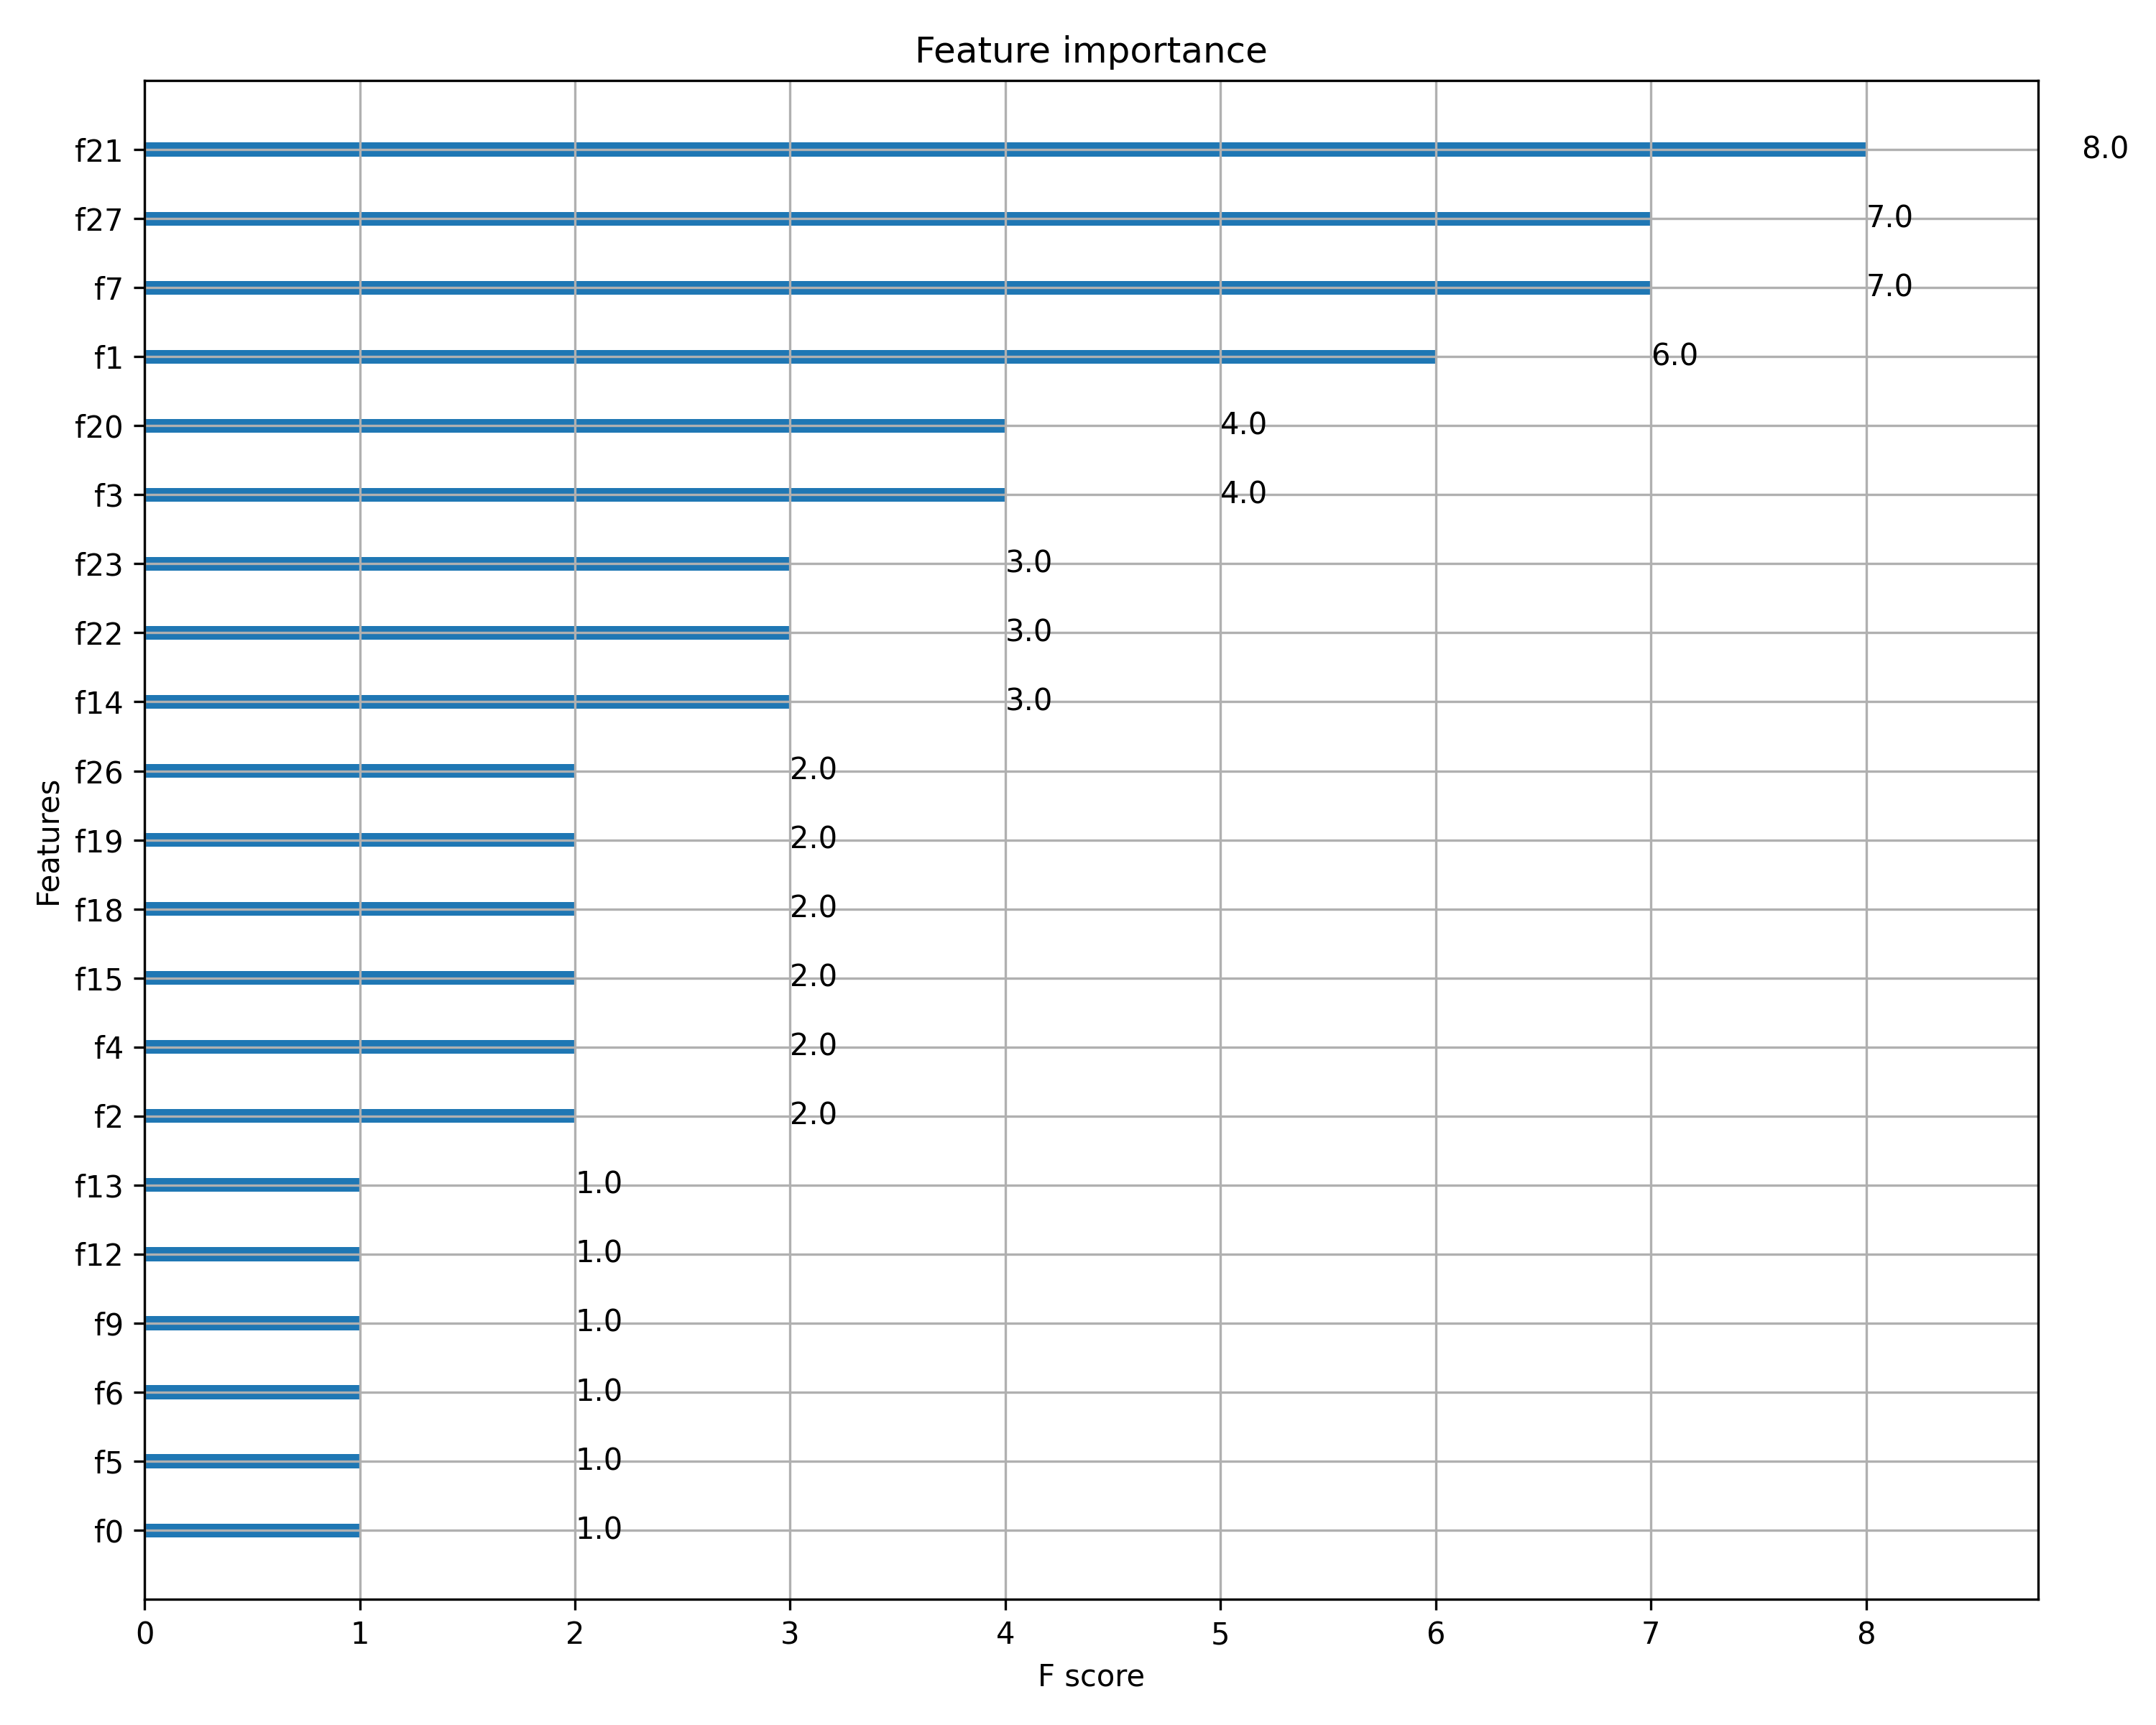 Feature importance
f21 8.0
f27 7.0
f7 7.0
f1 6.0
f20 4.0
f3 4.0
f23 3.0
f22 3.0
f14 3.0
f26 2.0
f19 2.0
f18 2.0
f15 2.0
f4 2.0
f2 2.0
f13 1.0
f12 1.0
f9 1.0
f6 1.0
f5 1.0
f0 1.0
Features
0 1 2 3 4 5 6 7 8
F score